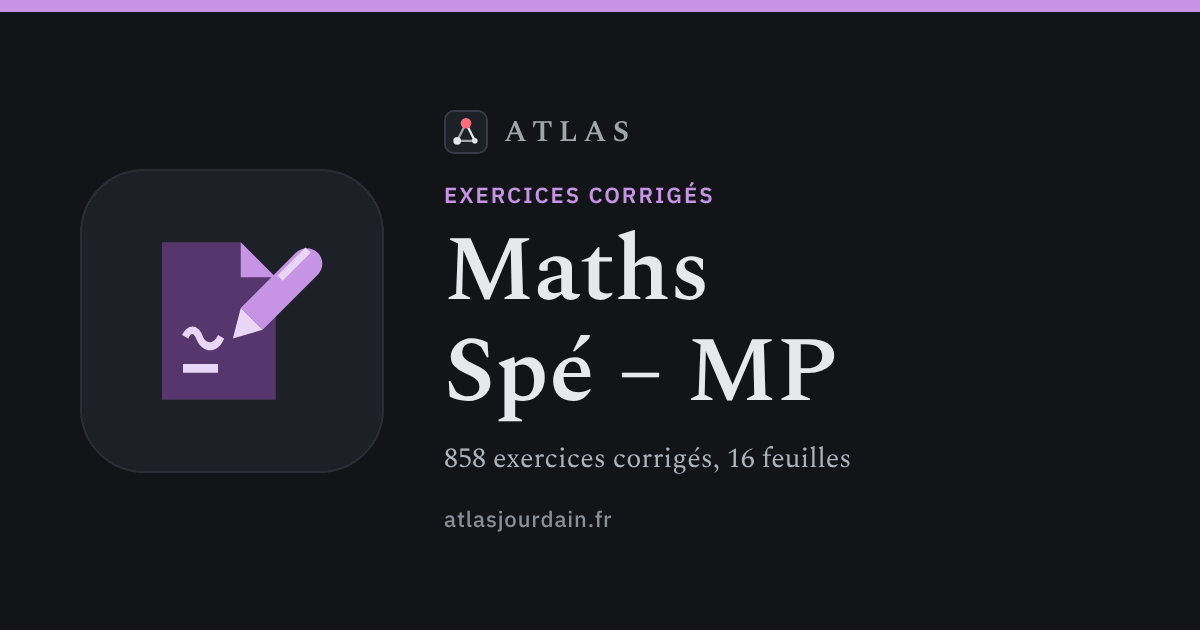 ATLAS
EXERCICES CORRIGÉS
Maths
Spé – MP
858 exercices corrigés, 16 feuilles
atlasjourdain.fr